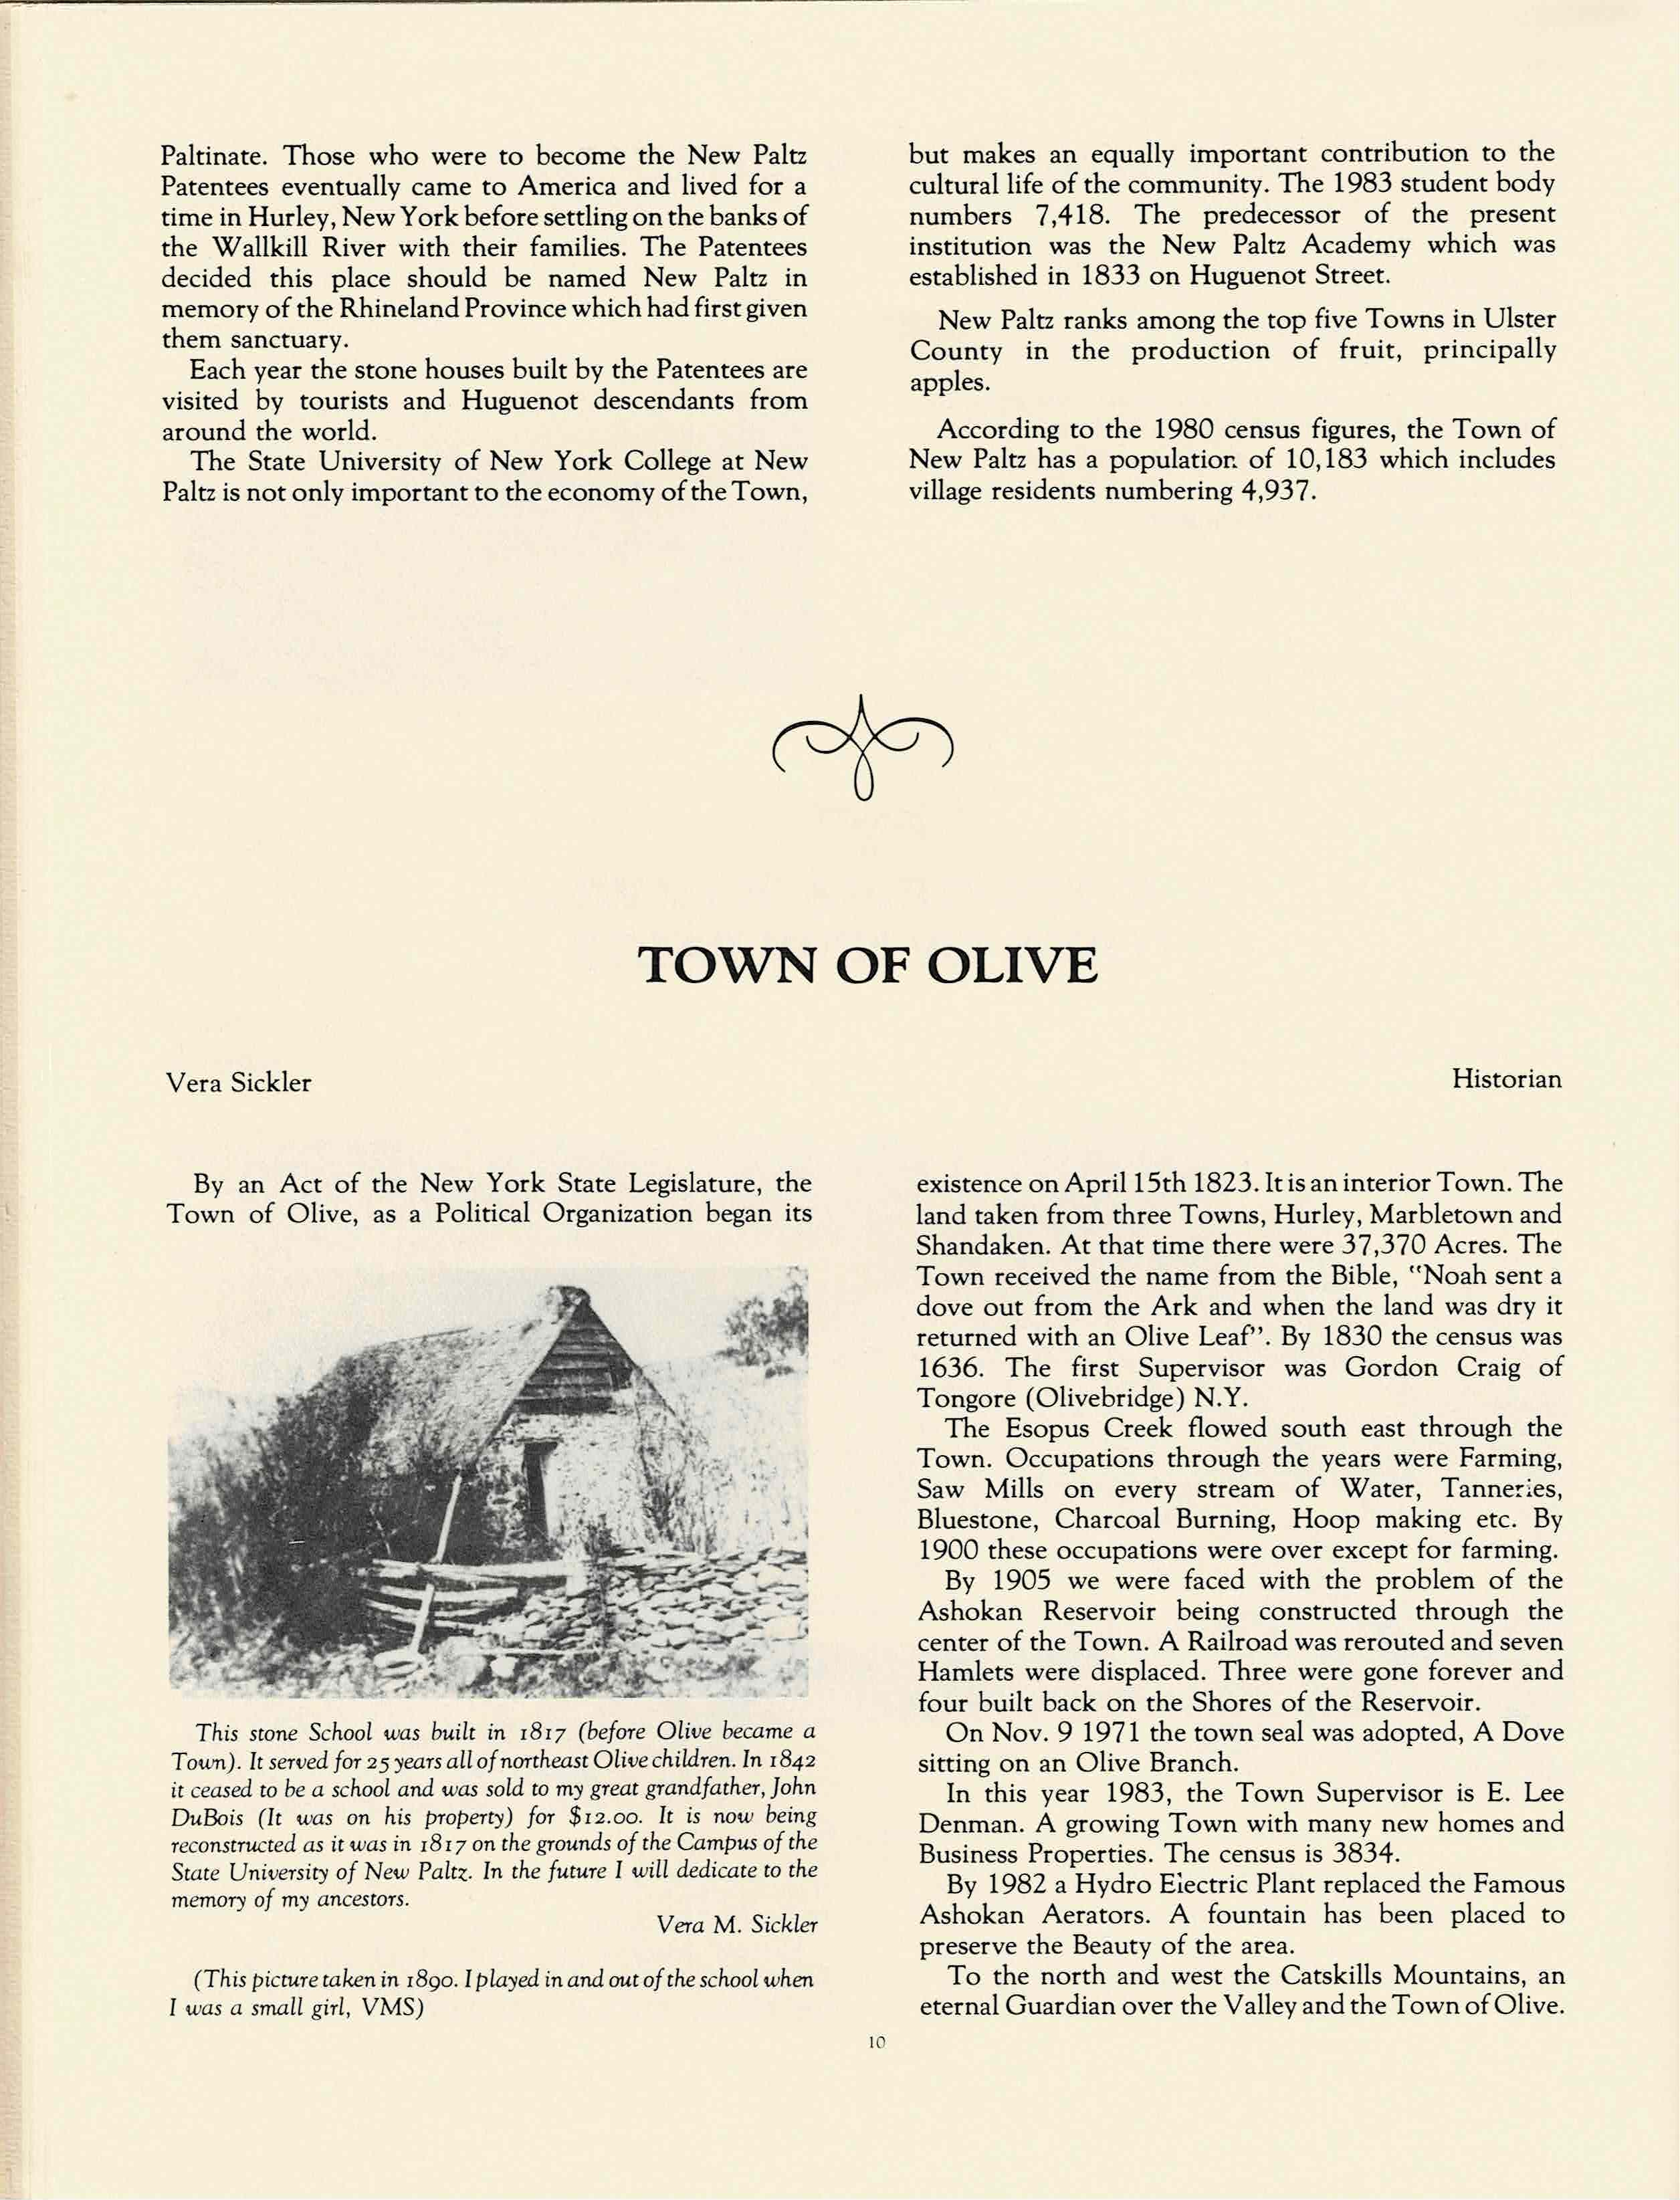 Paltinate. Those who were to become the New Paltz
Patentees eventually came to America and lived for a
time in Hurley, New York before settling on the banks of
the Wallkill River with their families. The Patentees
decided this place should be named New Paltz in
memory of the Rhineland Province which had first given
them sanctuary.
Each year the stone houses built by the Patentees are
visited by tourists and Huguenot descendants from
around the world.
The State University of New York College at New
Paltz is not only important to the economy of the Town,
but makes an equally important contribution to the
cultural life of the community. The 1983 student body
numbers 7,418. The predecessor of the present
institution was the New Paltz Academy which was
established in 1833 on Huguenot Street.
New Paltz ranks among the top five Towns in Ulster
County in the production of fruit, principally
apples.
According to the 1980 census figures, the Town of
New Paltz has a population of 10,183 which includes
village residents numbering 4,937.
TOWN OF OLIVE
Vera Sickler
Historian
By an Act of the New York State Legislature, the
Town of Olive, as a Political Organization began its
This stone School was built in 1817 (before Olive became a
Town). It served for 25 years all of northeast Olive children. In 1842
it ceased to be a school and was sold to my great grandfather, John
DuBois (It was on his property) for $12.00. It is now being
reconstructed as it was in 1817 on the grounds of the Campus of the
State University of New Paltz. In the future I will dedicate to the
memory of my ancestors.
Vera M. Sickler
(This picture taken in 1890. I played in and out of the school when
I was a small girl, VMS)
existence on April 15th 1823. It is an interior Town. The
land taken from three Towns, Hurley, Marbletown and
Shandaken. At that time there were 37,370 Acres. The
Town received the name from the Bible, "Noah sent a
dove out from the Ark and when the land was dry it
returned with an Olive Leaf". By 1830 the census was
1636. The first Supervisor was Gordon Craig of
Tongore (Olivebridge) N.Y.
The Esopus Creek flowed south east through the
Town. Occupations through the years were Farming,
Saw Mills on every stream of Water, Tanneries,
Bluestone, Charcoal Burning, Hoop making etc. By
1900 these occupations were over except for farming.
By 1905 we were faced with the problem of the
Ashokan Reservoir being constructed through the
center of the Town. A Railroad was rerouted and seven
Hamlets were displaced. Three were gone forever and
four built back on the Shores of the Reservoir.
On Nov. 9 1971 the town seal was adopted, A Dove
sitting on an Olive Branch.
In this year 1983, the Town Supervisor is E. Lee
Denman. A growing Town with many new homes and
Business Properties. The census is 3834.
By 1982 a Hydro Electric Plant replaced the Famous
Ashokan Aerators. A fountain has been placed to
preserve the Beauty of the area.
To the north and west the Catskills Mountains, an
eternal Guardian over the Valley and the Town of Olive.
10